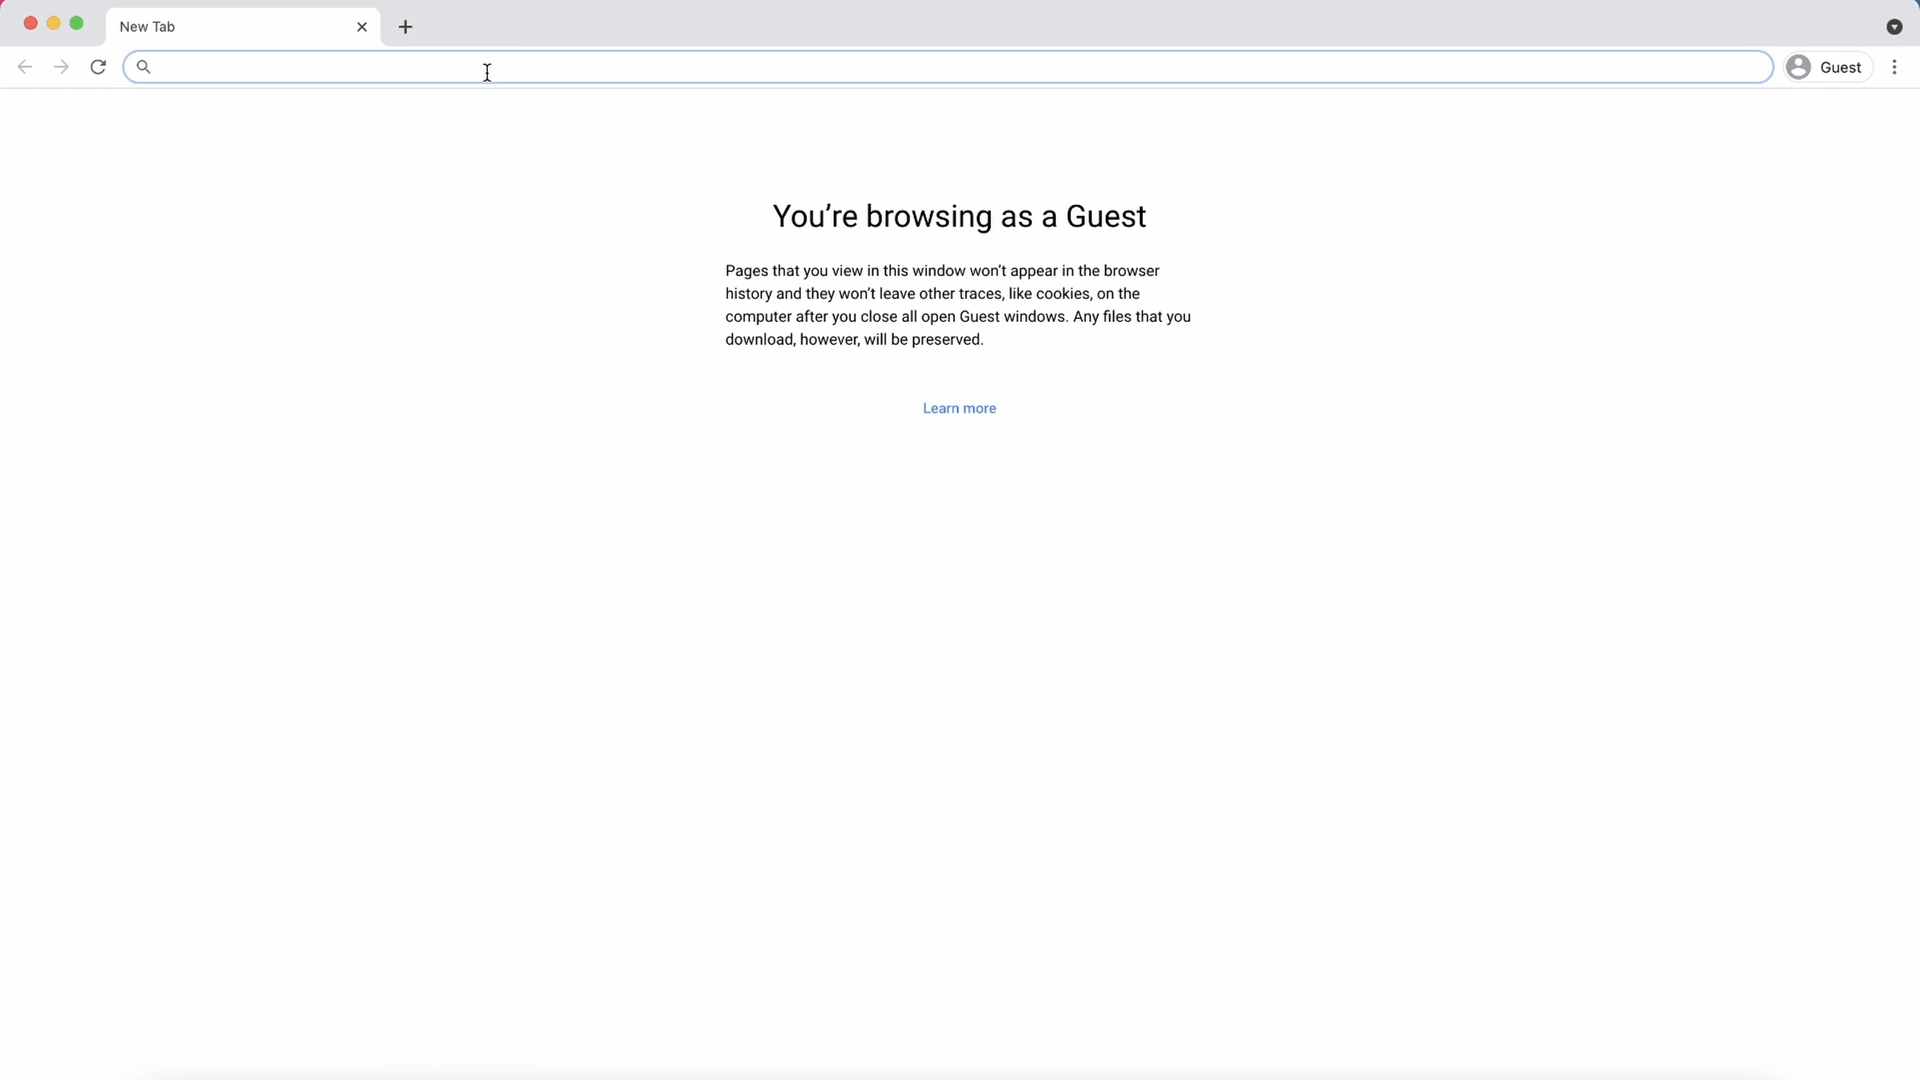 New Tab
Guest
You’re browsing as a Guest
Pages that you view in this window won’t appear in the browser
history and they won’t leave other traces, like cookies, on the
computer after you close all open Guest windows. Any files that you
download, however, will be preserved.
Learn more